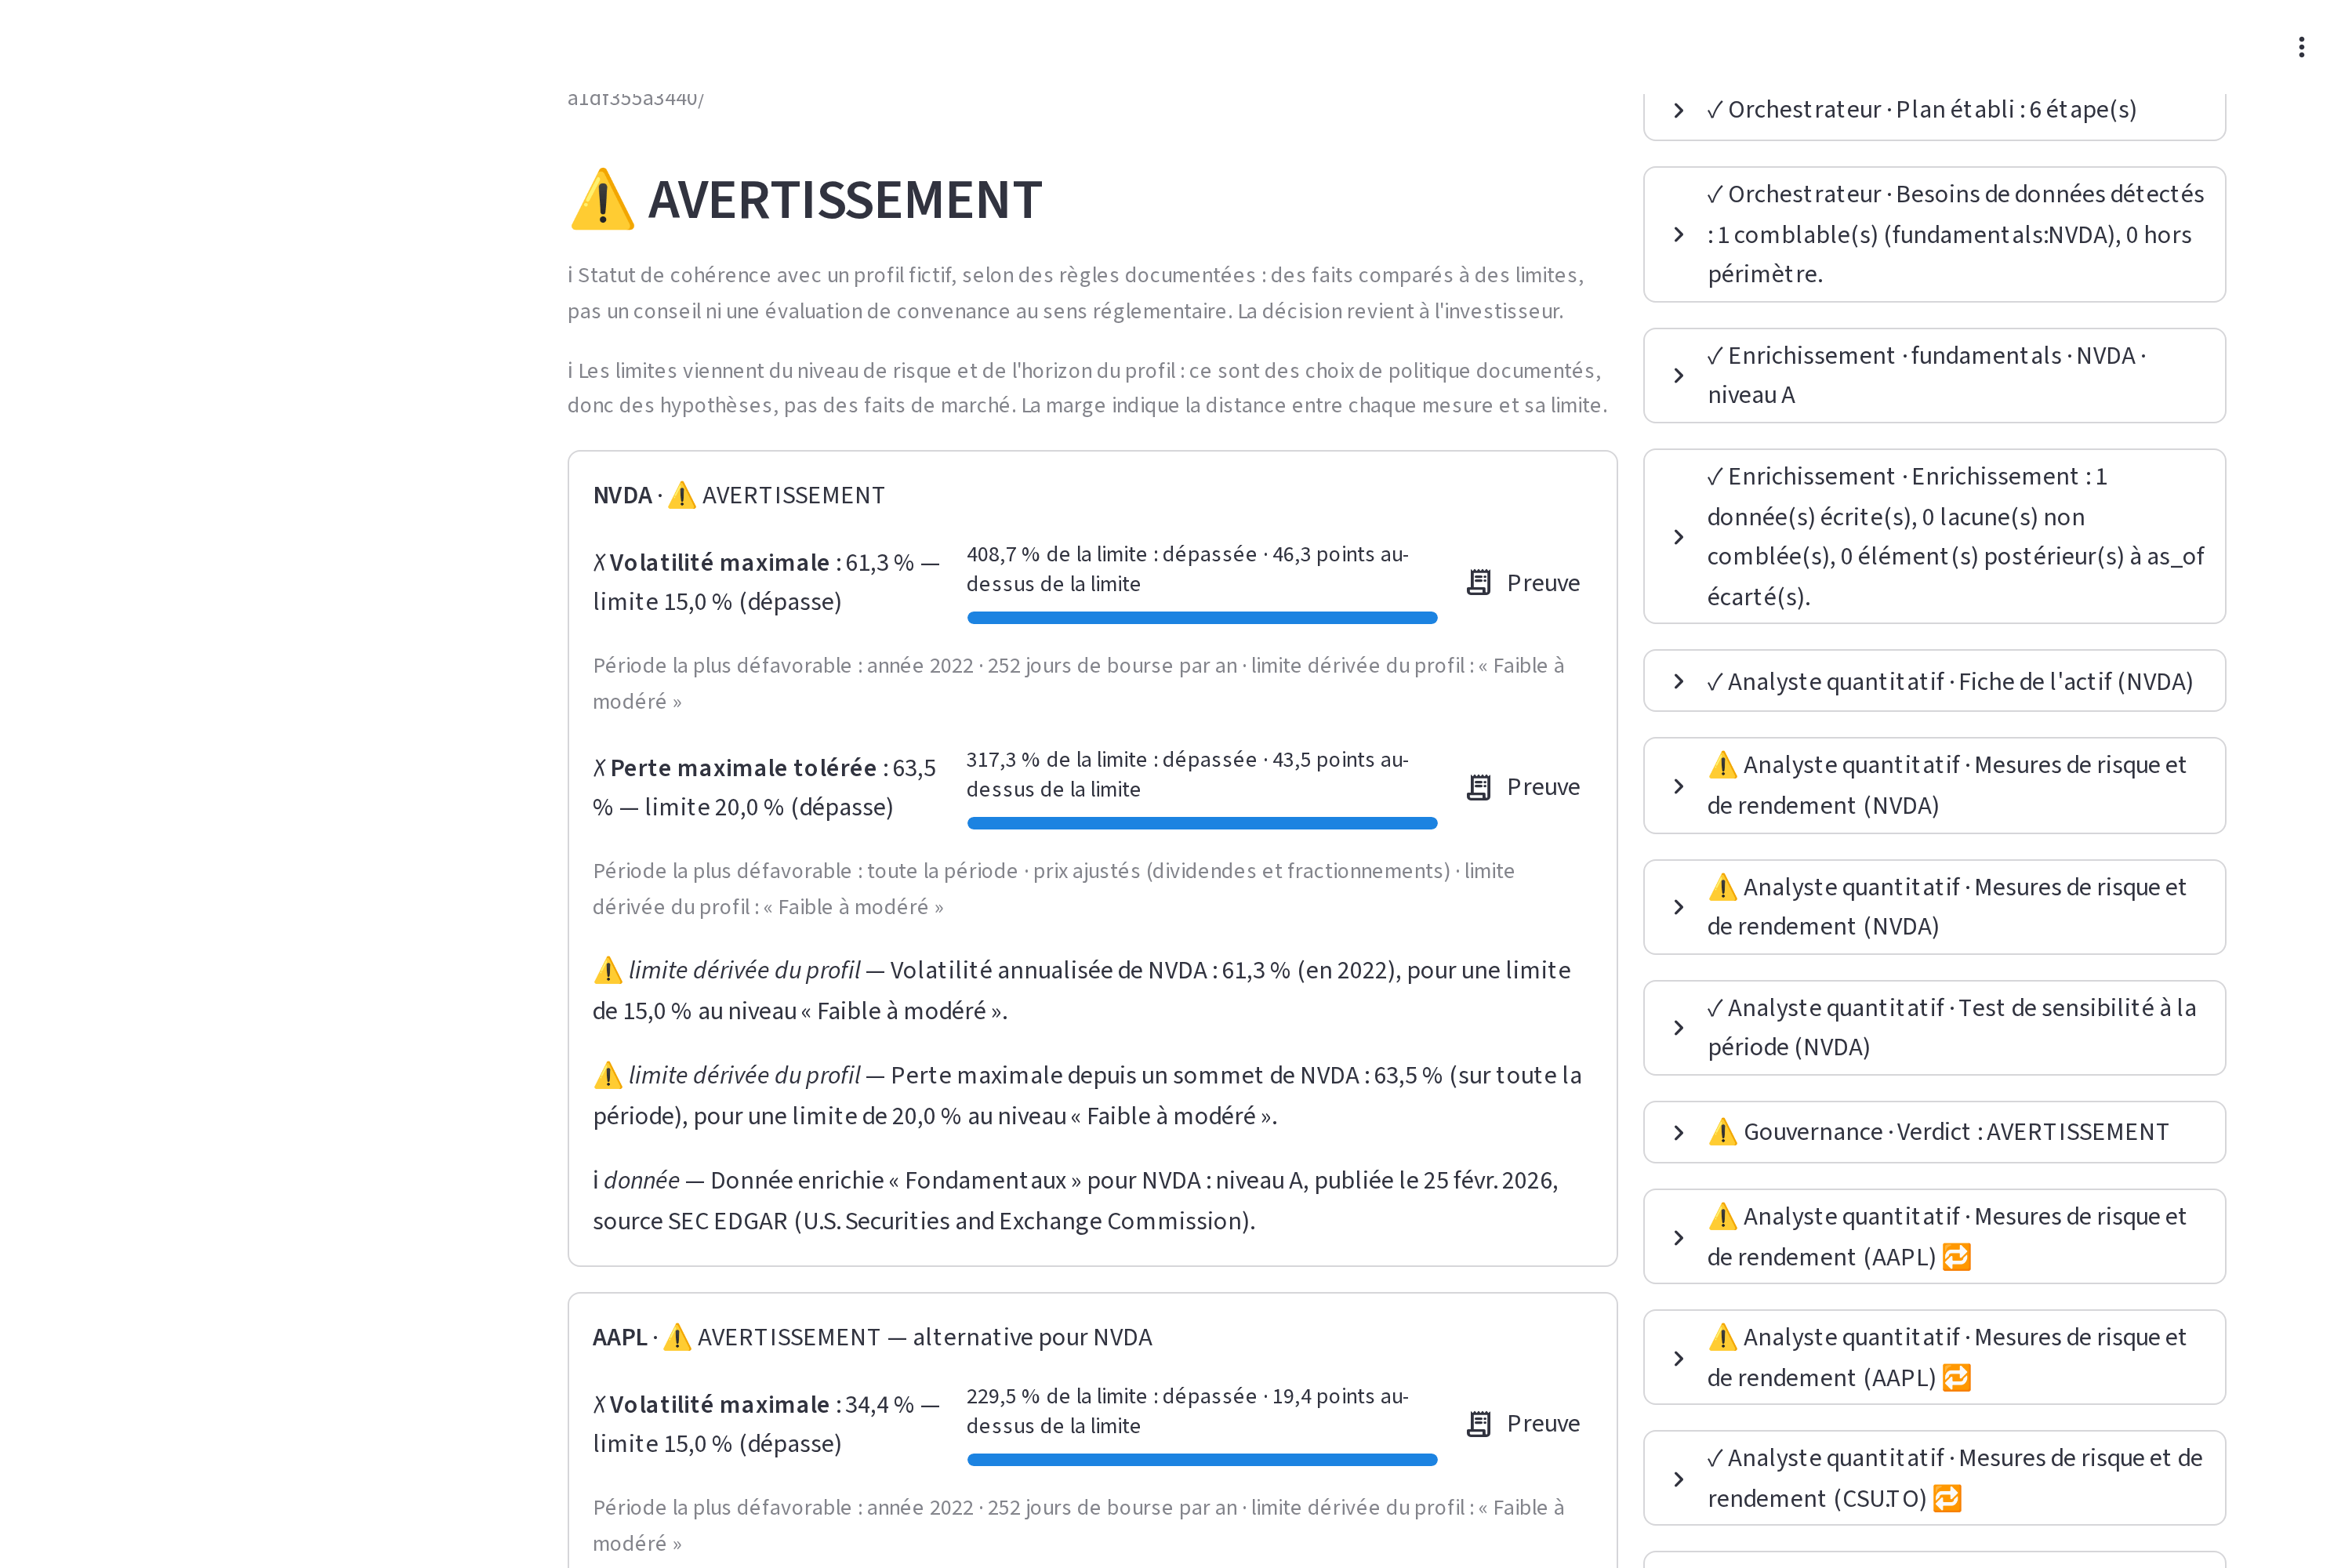 a1df355a3440/
⚠️ AVERTISSEMENT
i Statut de cohérence avec un profil fictif, selon des règles documentées : des faits comparés à des limites,
pas un conseil ni une évaluation de convenance au sens réglementaire. La décision revient à l'investisseur.
i Les limites viennent du niveau de risque et de l'horizon du profil : ce sont des choix de politique documentés,
donc des hypothèses, pas des faits de marché. La marge indique la distance entre chaque mesure et sa limite.
NVDA · ⚠️ AVERTISSEMENT
✗ Volatilité maximale : 61,3 % —
limite 15,0 % (dépasse)
408,7 % de la limite : dépassée · 46,3 points au-
dessus de la limite
Preuve
Période la plus défavorable : année 2022 · 252 jours de bourse par an · limite dérivée du profil : « Faible à
modéré »
✗ Perte maximale tolérée : 63,5
% — limite 20,0 % (dépasse)
317,3 % de la limite : dépassée · 43,5 points au-
dessus de la limite
Preuve
Période la plus défavorable : toute la période · prix ajustés (dividendes et fractionnements) · limite
dérivée du profil : « Faible à modéré »
⚠️ limite dérivée du profil — Volatilité annualisée de NVDA : 61,3 % (en 2022), pour une limite
de 15,0 % au niveau « Faible à modéré ».
⚠️ limite dérivée du profil — Perte maximale depuis un sommet de NVDA : 63,5 % (sur toute la
période), pour une limite de 20,0 % au niveau « Faible à modéré ».
i donnée — Donnée enrichie « Fondamentaux » pour NVDA : niveau A, publiée le 25 févr. 2026,
source SEC EDGAR (U.S. Securities and Exchange Commission).
AAPL · ⚠️ AVERTISSEMENT — alternative pour NVDA
✗ Volatilité maximale : 34,4 % —
limite 15,0 % (dépasse)
229,5 % de la limite : dépassée · 19,4 points au-
dessus de la limite
Preuve
Période la plus défavorable : année 2022 · 252 jours de bourse par an · limite dérivée du profil : « Faible à
modéré »
✓ Orchestrateur · Plan établi : 6 étape(s)
✓ Orchestrateur · Besoins de données détectés
: 1 comblable(s) (fundamentals:NVDA), 0 hors
périmètre.
✓ Enrichissement · fundamentals · NVDA ·
niveau A
✓ Enrichissement · Enrichissement : 1
donnée(s) écrite(s), 0 lacune(s) non
comblée(s), 0 élément(s) postérieur(s) à as_of
écarté(s).
✓ Analyste quantitatif · Fiche de l'actif (NVDA)
⚠️ Analyste quantitatif · Mesures de risque et
de rendement (NVDA)
⚠️ Analyste quantitatif · Mesures de risque et
de rendement (NVDA)
✓ Analyste quantitatif · Test de sensibilité à la
période (NVDA)
⚠️ Gouvernance · Verdict : AVERTISSEMENT
⚠️ Analyste quantitatif · Mesures de risque et
de rendement (AAPL) 🔁
⚠️ Analyste quantitatif · Mesures de risque et
de rendement (AAPL) 🔁
✓ Analyste quantitatif · Mesures de risque et de
rendement (CSU.TO) 🔁